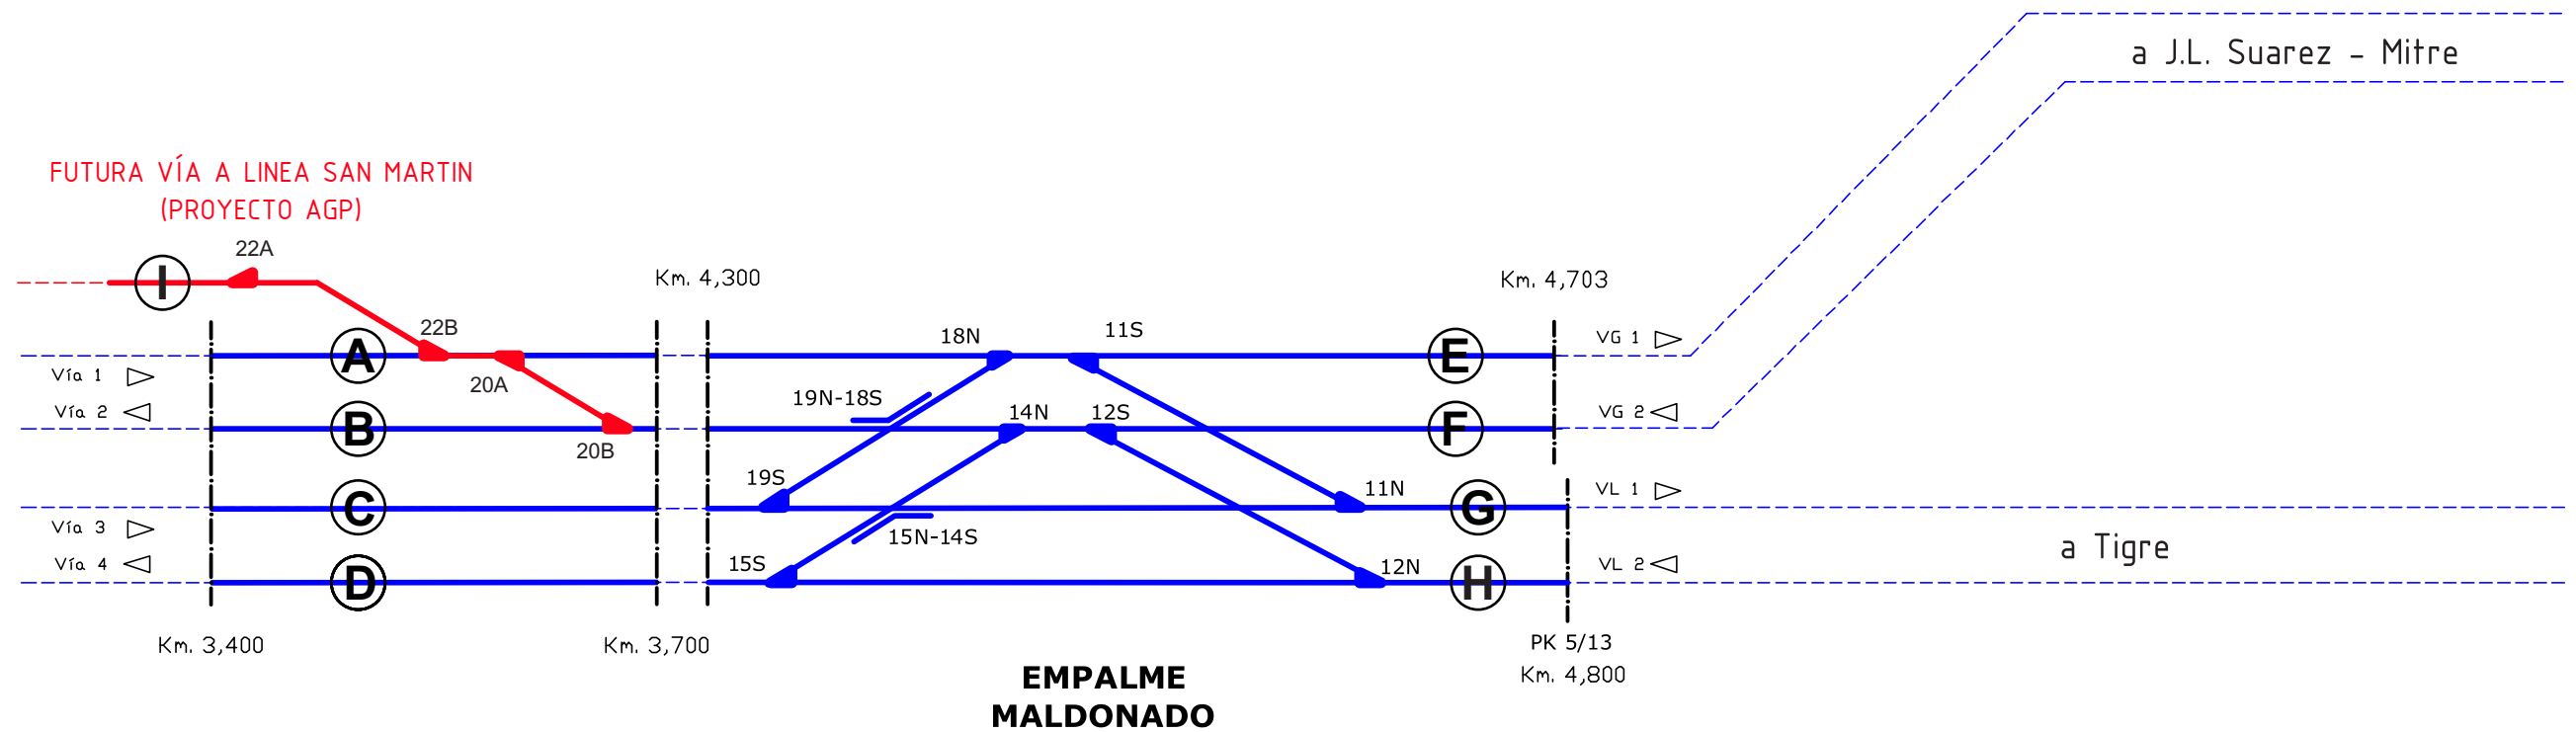 a J.L. Suarez - Mitre
FUTURA VÍA A LINEA SAN MARTIN
(PROYECTO AGP)
22A
I
Km. 4,300
Km. 4,703
22B
18N
11S
VG 1
A
E
Vía 1
20A
19N-18S
14N
12S
VG 2
Vía 2
B
F
20B
19S
11N
VL 1
C
G
Vía 3
15N-14S
a Tigre
Vía 4
15S
12N
VL 2
D
H
Km. 3,400
Km. 3,700
PK 5/13
Km. 4,800
EMPALME
MALDONADO